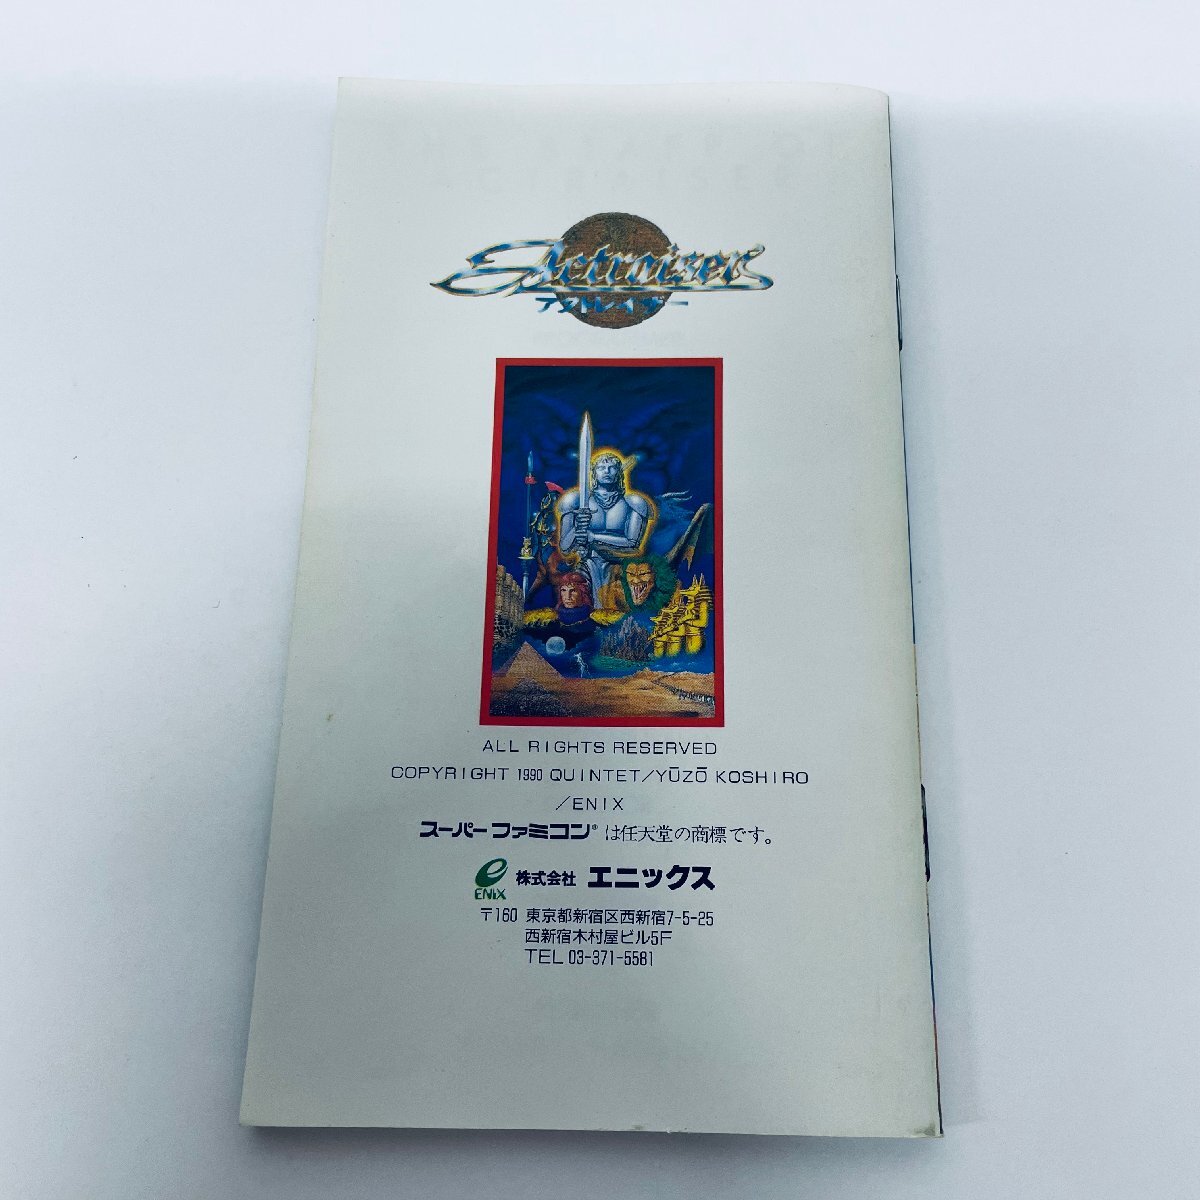 Actraiser
アクトレイザー
ALL RIGHTS RESERVED
COPYRIGHT 1990 QUINTET/YŪZŌ KOSHIRO
/ENIX
スーパーファミコン®は任天堂の商標です。
ENIX 株式会社 エニックス
〒160 東京都新宿区西新宿7-5-25
西新宿木村屋ビル5F
TEL 03-371-5581